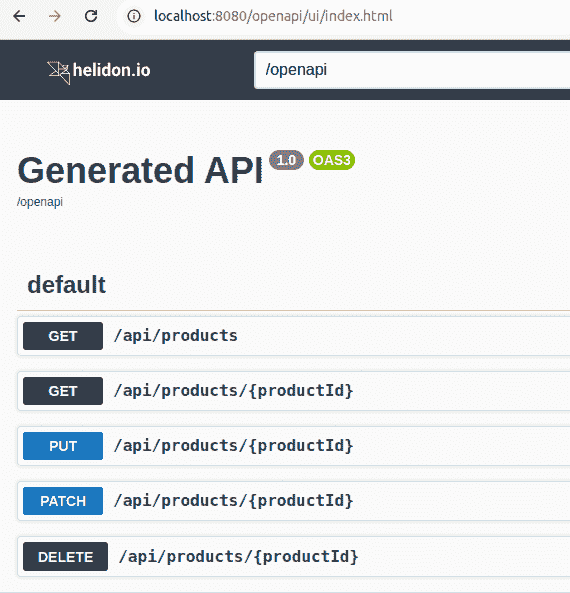 localhost:8080/openapi/ui/index.html
helidon.io
/openapi
Generated API 1.0 OAS3
/openapi
default
GET /api/products
GET /api/products/{productId}
PUT /api/products/{productId}
PATCH /api/products/{productId}
DELETE /api/products/{productId}